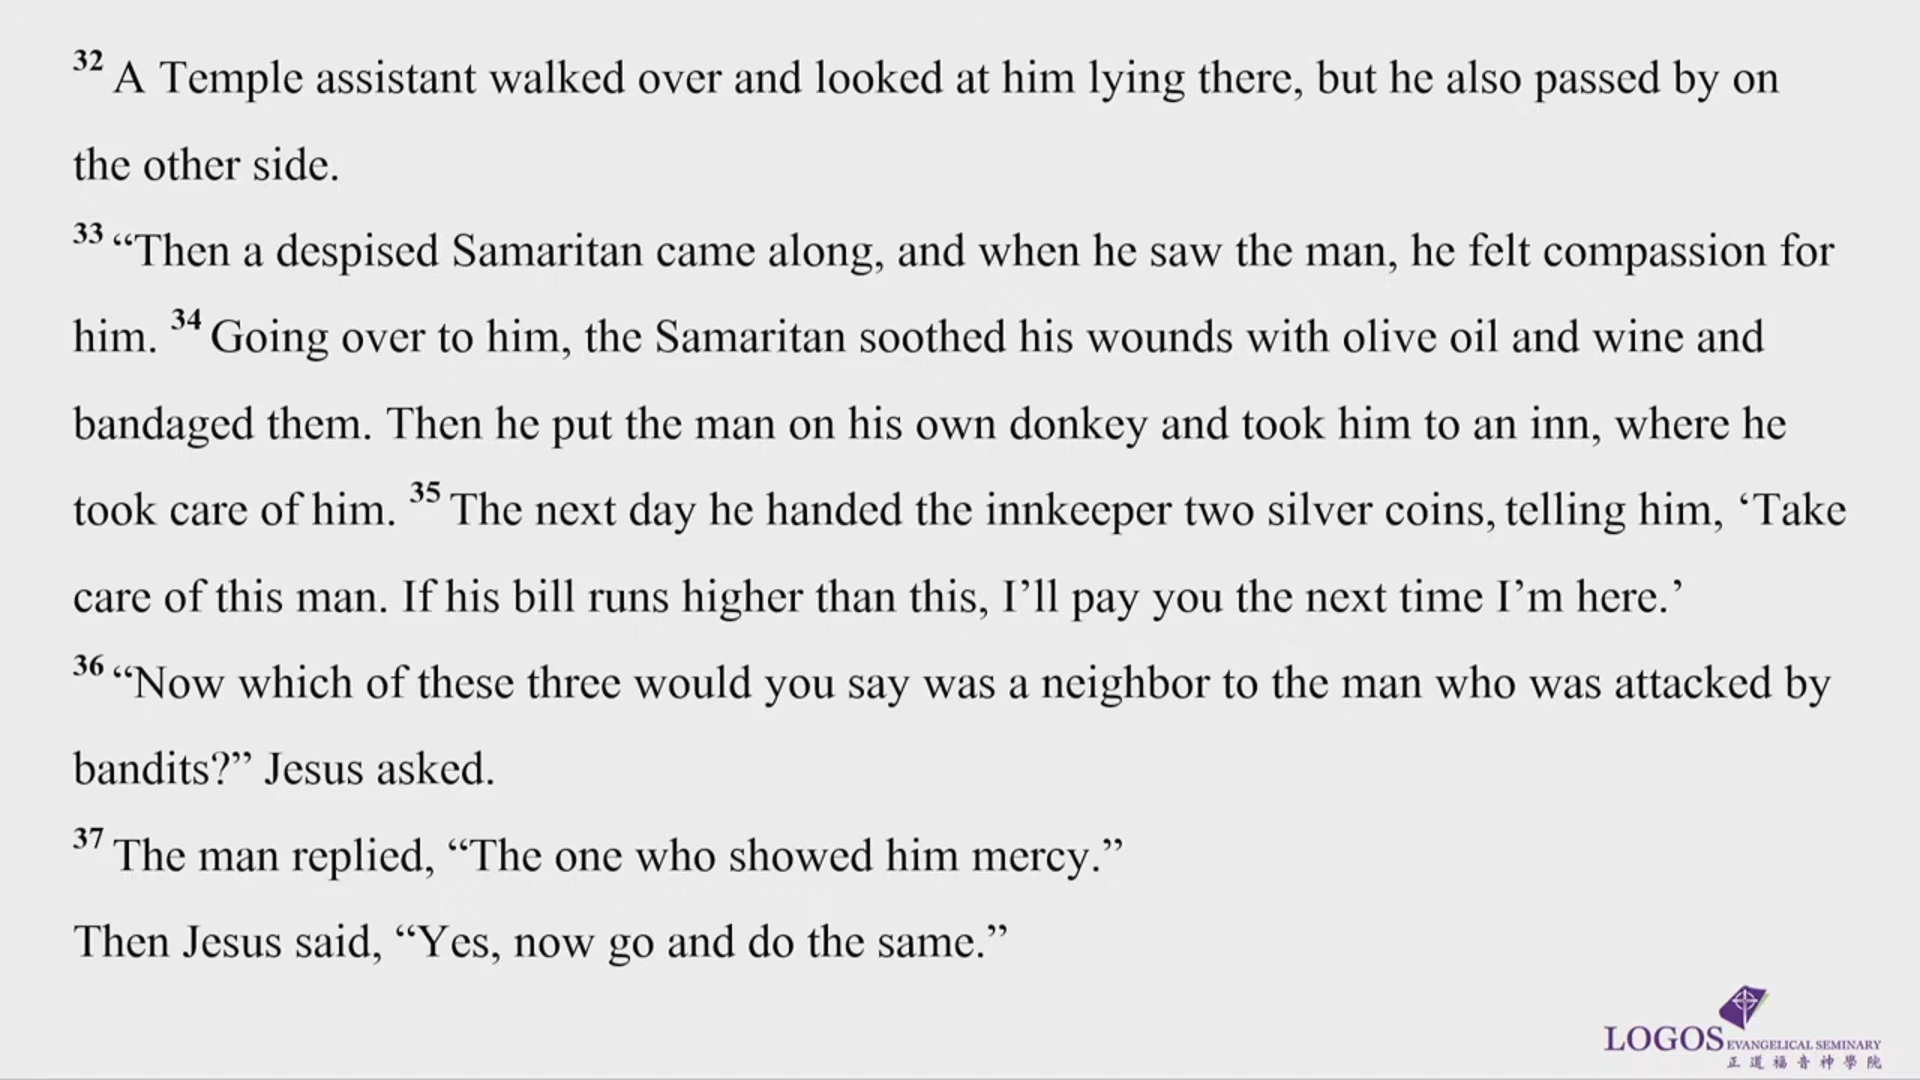 32 A Temple assistant walked over and looked at him lying there, but he also passed by on
the other side.
33 “Then a despised Samaritan came along, and when he saw the man, he felt compassion for
him. 34 Going over to him, the Samaritan soothed his wounds with olive oil and wine and
bandaged them. Then he put the man on his own donkey and took him to an inn, where he
took care of him. 35 The next day he handed the innkeeper two silver coins, telling him, ‘Take
care of this man. If his bill runs higher than this, I’ll pay you the next time I’m here.’
36 “Now which of these three would you say was a neighbor to the man who was attacked by
bandits?” Jesus asked.
37 The man replied, “The one who showed him mercy.”
Then Jesus said, “Yes, now go and do the same.”
LOGOS EVANGELICAL SEMINARY
正道福音神學院